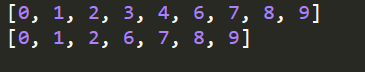 [0, 1, 2, 3, 4, 6, 7, 8, 9]
[0, 1, 2, 6, 7, 8, 9]